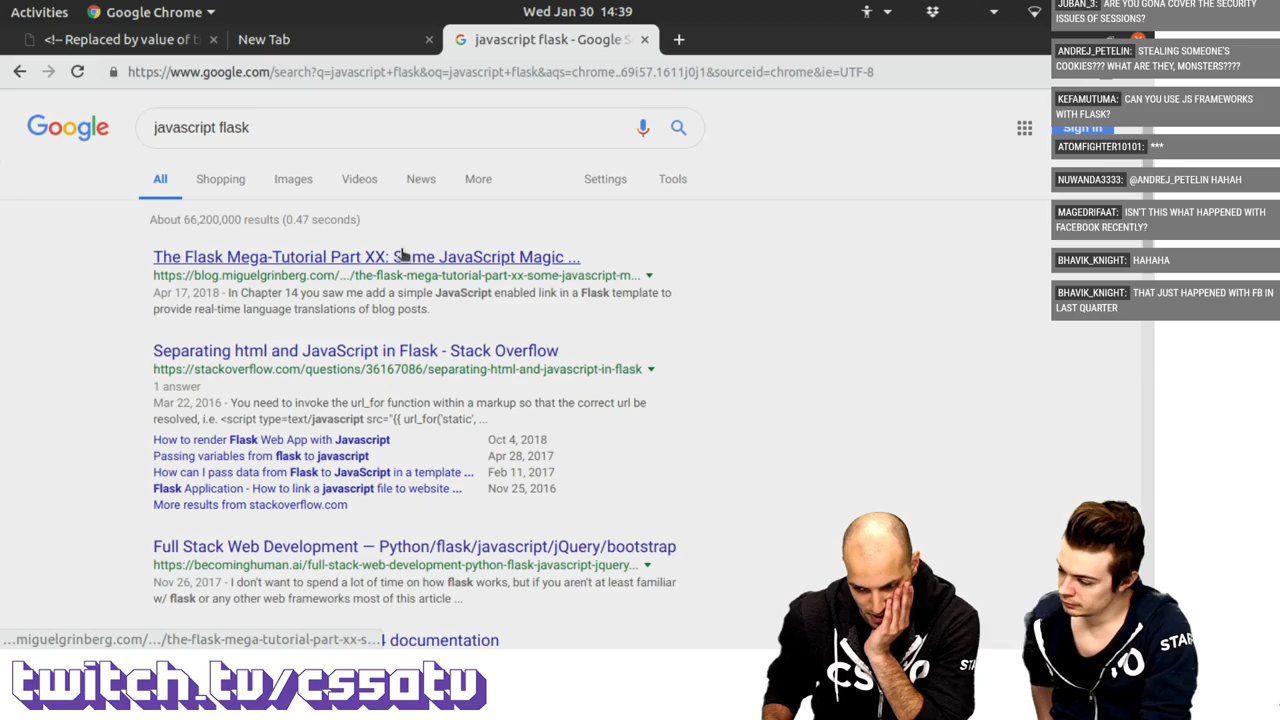 Activities
Google Chrome
Wed Jan 30 14:39
<!-- Replaced by value of t
New Tab
javascript flask - Google S
https://www.google.com/search?q=javascript+flask&oq=javascript+flask&aqs=chrome..69i57.1611j0j1&sourceid=chrome&ie=UTF-8
Google
javascript flask
Sign in
All
Shopping
Images
Videos
News
More
Settings
Tools
About 66,200,000 results (0.47 seconds)
The Flask Mega-Tutorial Part XX: Some JavaScript Magic ...
https://blog.miguelgrinberg.com/.../the-flask-mega-tutorial-part-xx-some-javascript-m...
Apr 17, 2018 - In Chapter 14 you saw me add a simple JavaScript enabled link in a Flask template to
provide real-time language translations of blog posts.
Separating html and JavaScript in Flask - Stack Overflow
https://stackoverflow.com/questions/36167086/separating-html-and-javascript-in-flask
1 answer
Mar 22, 2016 - You need to invoke the url_for function within a markup so that the correct url be
resolved, i.e. <script type=text/javascript src="{{ url_for('static', ...
How to render Flask Web App with Javascript Oct 4, 2018
Passing variables from flask to javascript Apr 28, 2017
How can I pass data from Flask to JavaScript in a template ... Feb 11, 2017
Flask Application - How to link a javascript file to website ... Nov 25, 2016
More results from stackoverflow.com
Full Stack Web Development — Python/flask/javascript/jQuery/bootstrap
https://becominghuman.ai/full-stack-web-development-python-flask-javascript-jquery...
Nov 26, 2017 - I don't want to spend a lot of time on how flask works, but if you aren't at least familiar
w/ flask or any other web frameworks most of this article ...
...miguelgrinberg.com/.../the-flask-mega-tutorial-part-xx-s...
documentation
JUBAN_3: ARE YOU GONA COVER THE SECURITY
ISSUES OF SESSIONS?
ANDREJ_PETELIN: STEALING SOMEONE'S
COOKIES??? WHAT ARE THEY, MONSTERS????
KEFAMUTUMA: CAN YOU USE JS FRAMEWORKS
WITH FLASK?
ATOMFIGHTER10101: ***
NUWANDA3333: @ANDREJ_PETELIN HAHAH
MAGEDRIFAAT: ISN'T THIS WHAT HAPPENED WITH
FACEBOOK RECENTLY?
BHAVIK_KNIGHT: HAHAHA
BHAVIK_KNIGHT: THAT JUST HAPPENED WITH FB IN
LAST QUARTER
twitch.tv/cs50tv